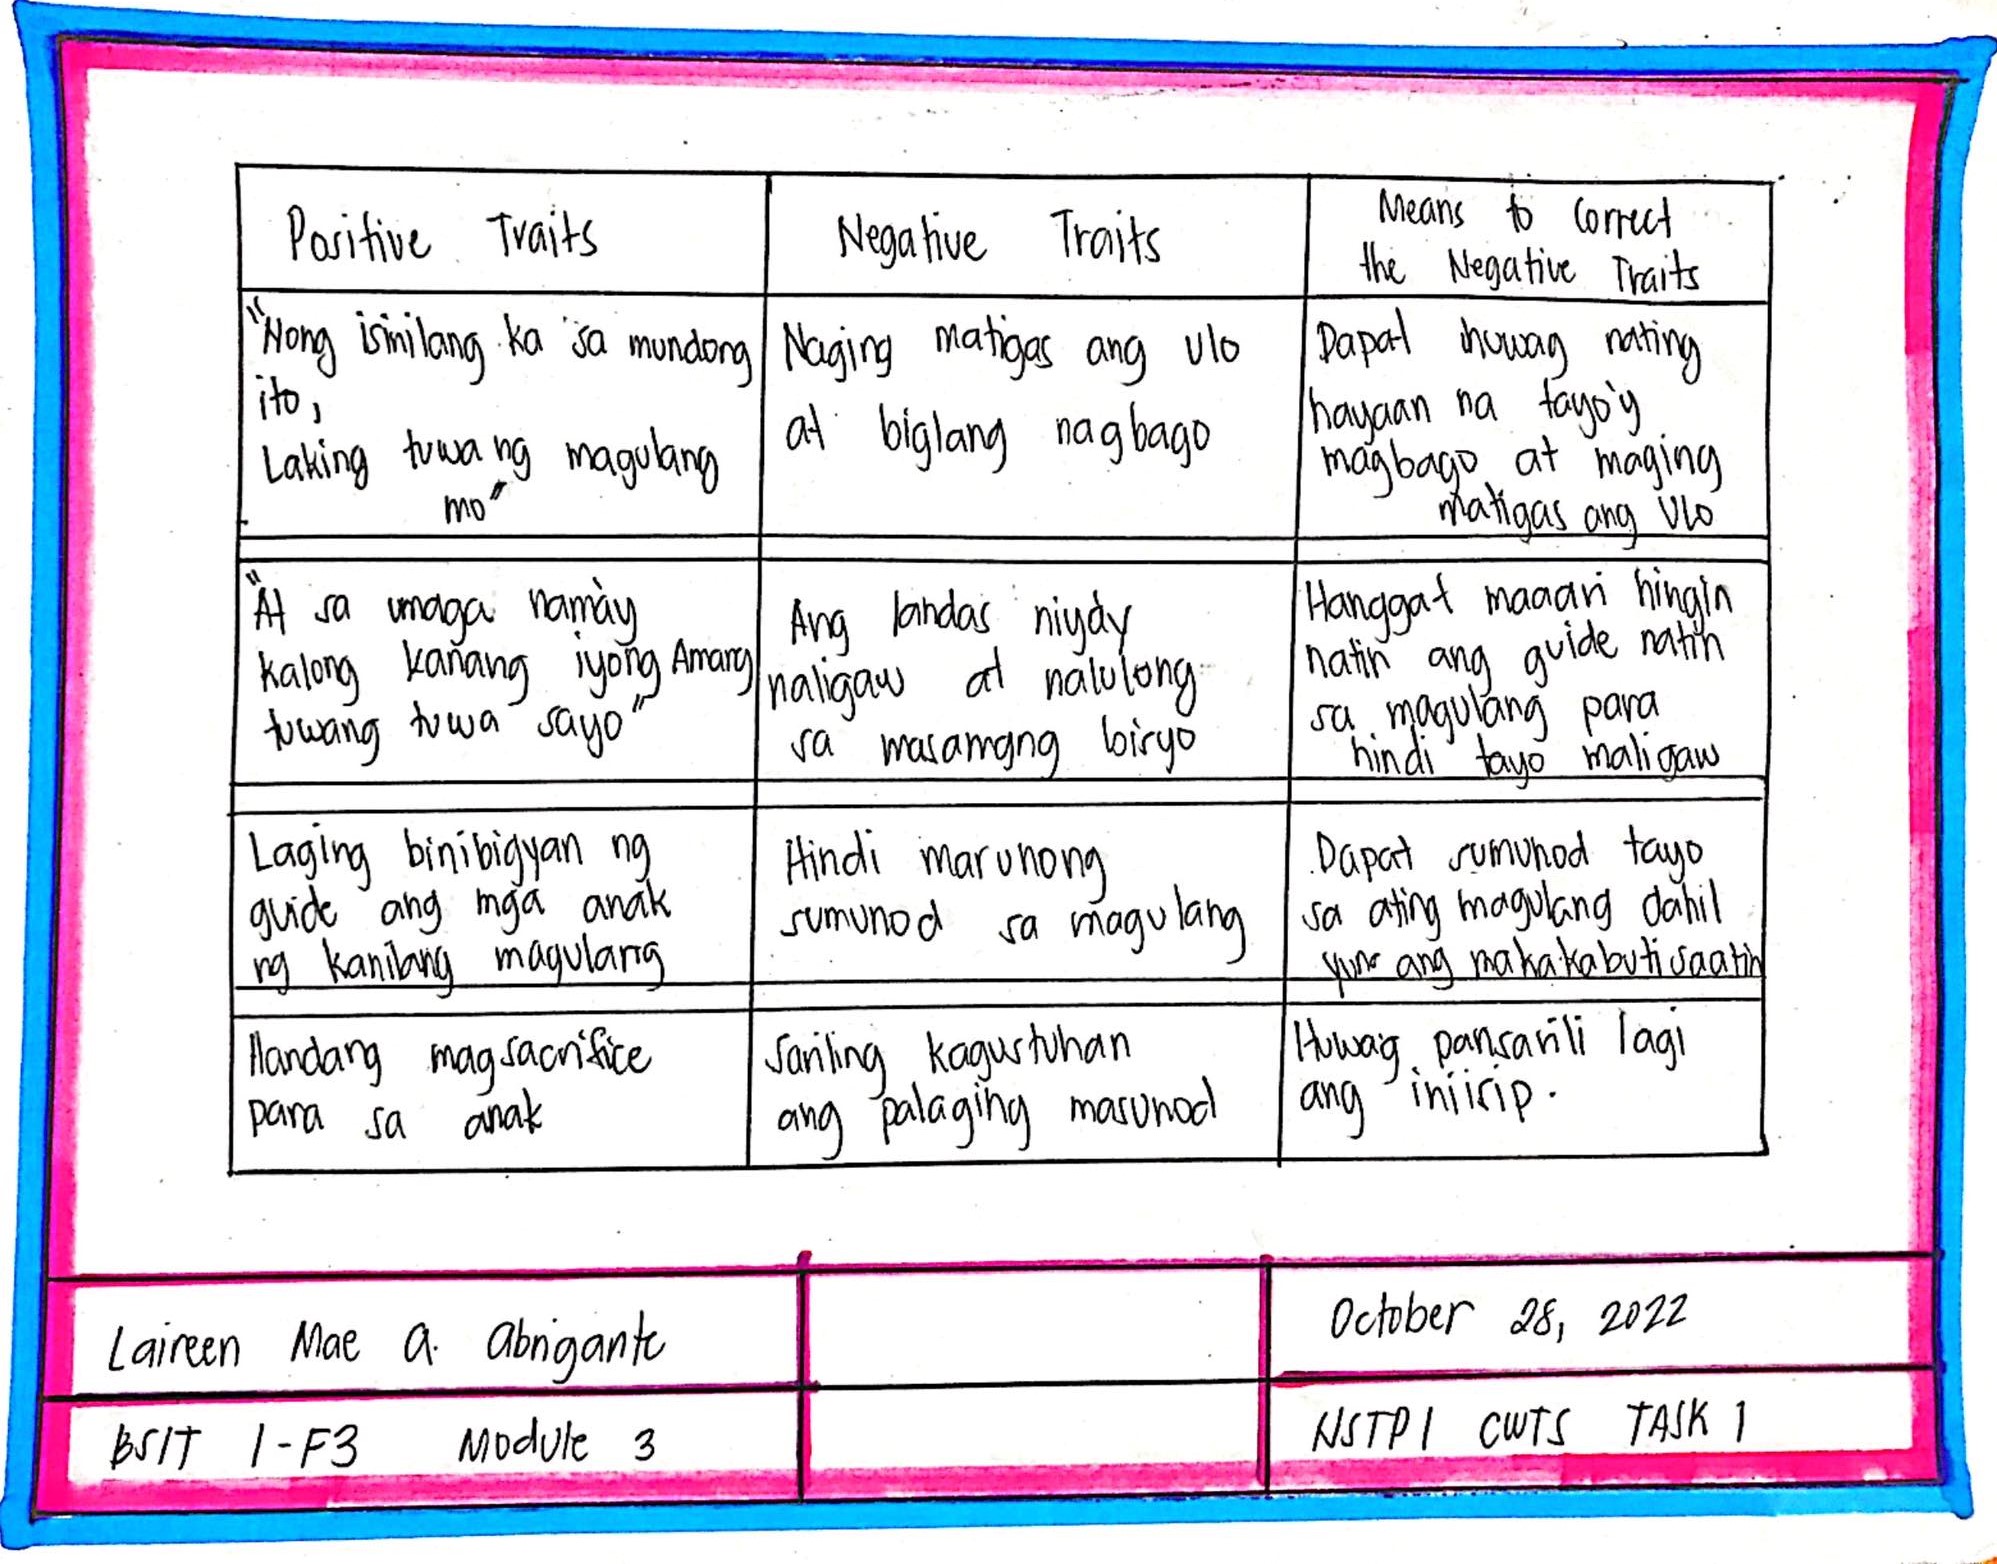 Positive Traits
Negative Traits
Means to Correct
the Negative Traits
"Nong isinilang ka sa mundong
ito,
Laking tuwa ng magulang
mo"
Naging matigas ang ulo
at biglang nagbago
Dapat huwag nating
hayaan na tayo'y
magbago at maging
matigas ang ulo
"At sa umaga nama'y
kalong kanang iyong Amang
tuwang tuwa sayo"
Ang landas niya'y
naligaw at nalulong
sa masamang bisyo
Hanggat maaari hingin
natin ang guide natin
sa magulang para
hindi tayo maligaw
Laging binibigyan ng
guide ang mga anak
ng kanilang magulang
Hindi marunong
sumunod sa magulang
Dapat sumunod tayo
sa ating magulang dahil
yun ang makakabuti saatin
Handang magsacrifice
para sa anak
Sariling kagustuhan
ang palaging masunod
Huwag pansarili lagi
ang iniisip.
Laireen Mae A. Abrigante
October 28, 2022
BSIT 1-F3 Module 3
NSTP1 CWTS TASK 1